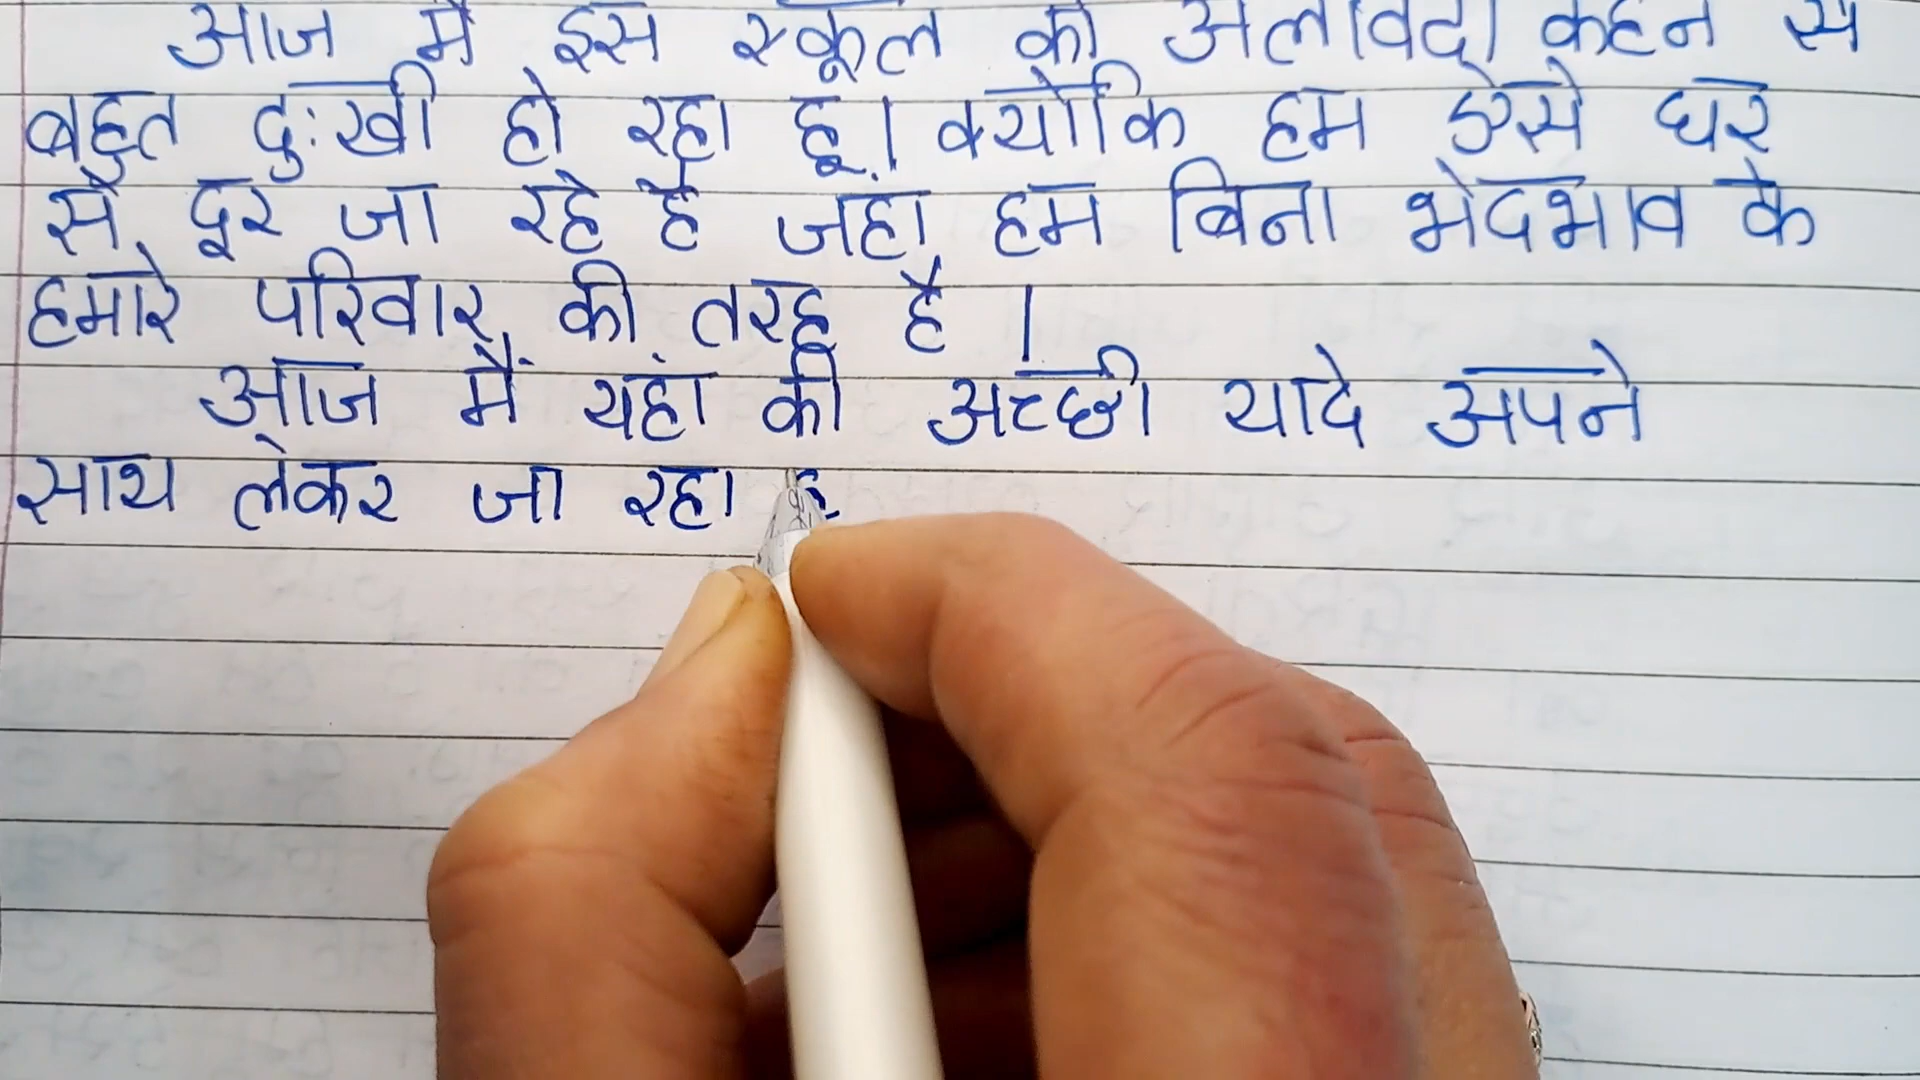 आज मैं इस स्कूल को अलविदा कहने से
बहुत दुःखी हो रहा हू। क्योकि हम ऐसे घर
से दूर जा रहे है जहां हम बिना भेदभाव के
हमारे परिवार की तरह है ।
आज मैं यहां की अच्छी यादे अपने
साथ लेकर जा रहा ह